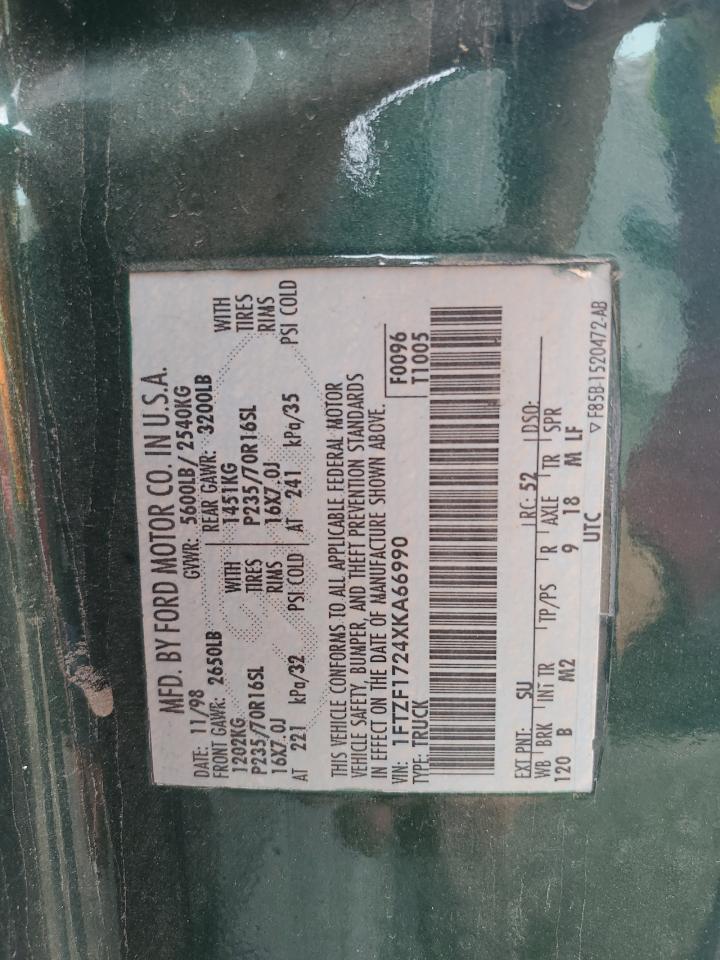 MFD. BY FORD MOTOR CO. IN U.S.A.
DATE: 11/98 GVWR: 5600LB/ 2540KG
FRONT GAWR: 2650LB REAR GAWR: 3200LB
1202KG WITH 1451KG WITH
P235/70R16SL TIRES P235/70R16SL TIRES
16X7.0J RIMS 16X7.0J RIMS
AT 221 kPa/32 PSI COLD AT 241 kPa/35 PSI COLD
THIS VEHICLE CONFORMS TO ALL APPLICABLE FEDERAL MOTOR
VEHICLE SAFETY, BUMPER, AND THEFT PREVENTION STANDARDS
IN EFFECT ON THE DATE OF MANUFACTURE SHOWN ABOVE.
VIN: 1FTZF1724XKA66990 F0096
TYPE: TRUCK T1005
EXT PNT: SU RC: 52 DSO:
WB BRK INT TR TP/PS R AXLE TR SPR
120 B M2 9 18 M LF
UTC ▽ F85B-1520472-AB